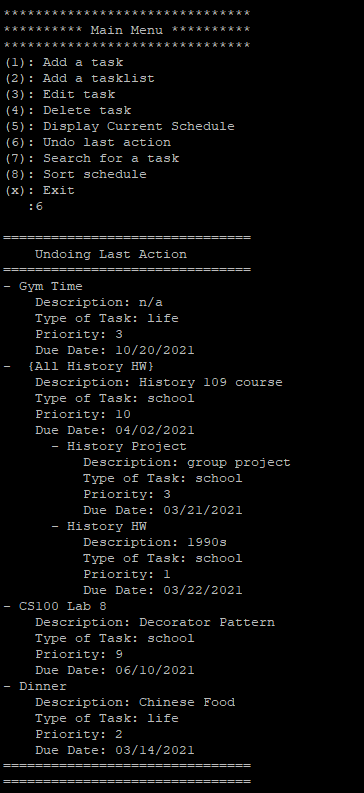 *******************************
********** Main Menu **********
*******************************
(1): Add a task
(2): Add a tasklist
(3): Edit task
(4): Delete task
(5): Display Current Schedule
(6): Undo last action
(7): Search for a task
(8): Sort schedule
(x): Exit
   :6

===============================
    Undoing Last Action
===============================
- Gym Time
    Description: n/a
    Type of Task: life
    Priority: 3
    Due Date: 10/20/2021
-  {All History HW}
    Description: History 109 course
    Type of Task: school
    Priority: 10
    Due Date: 04/02/2021
      - History Project
          Description: group project
          Type of Task: school
          Priority: 3
          Due Date: 03/21/2021
      - History HW
          Description: 1990s
          Type of Task: school
          Priority: 1
          Due Date: 03/22/2021
- CS100 Lab 8
    Description: Decorator Pattern
    Type of Task: school
    Priority: 9
    Due Date: 06/10/2021
- Dinner
    Description: Chinese Food
    Type of Task: life
    Priority: 2
    Due Date: 03/14/2021
===============================
===============================